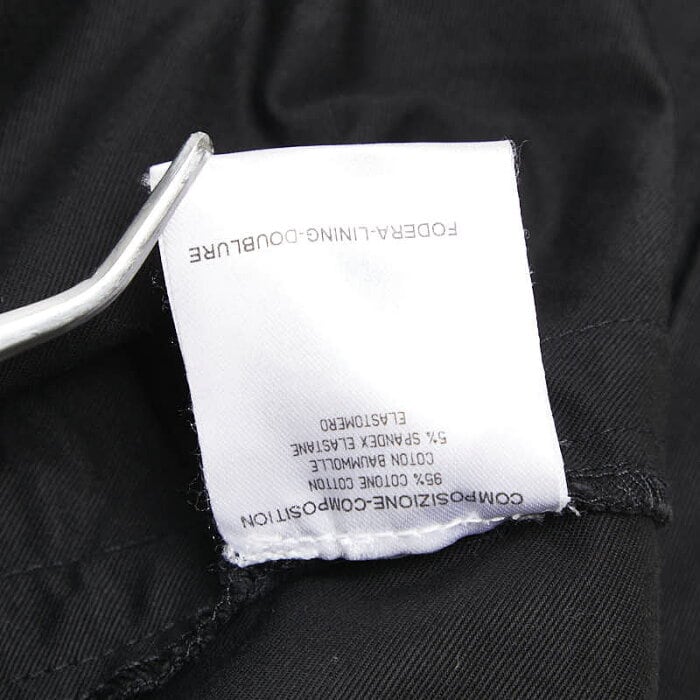 COMPOSIZIONE-COMPOSITION
95% COTONE COTTON
COTON BAUMWOLLE
5% SPANDEX ELASTANE
ELASTOMERO
FODERA-LINING-DOUBLURE